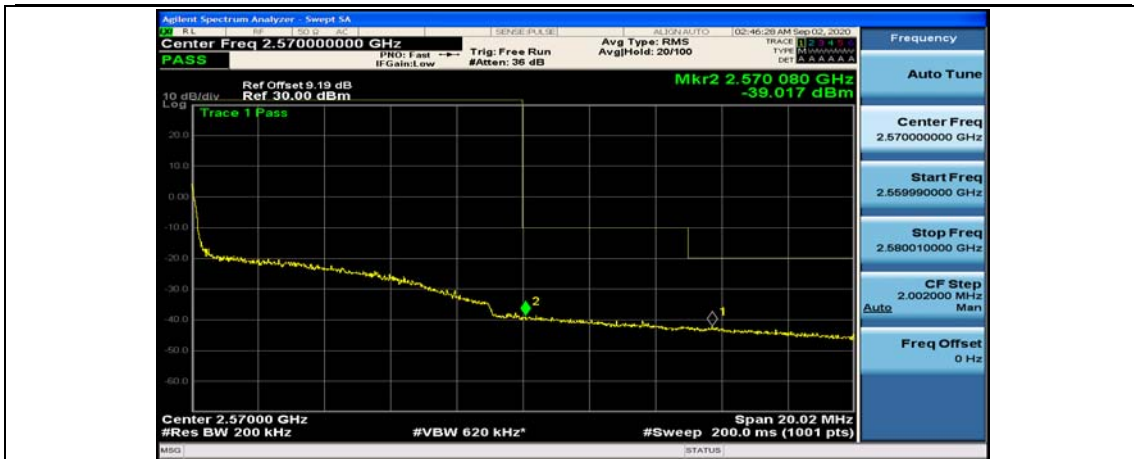 Agilent Spectrum Analyzer - Swept SA
RL RF 50 Ω AC SENSE:PULSE ALIGN AUTO 02:46:28 AM Sep 02, 2020
Center Freq 2.570000000 GHz
PASS
PNO: Fast
IFGain:Low
Trig: Free Run
#Atten: 36 dB
Avg Type: RMS
Avg|Hold: 20/100
TRACE 1 2 3 4 5 6
TYPE M
DET A A A A A A
Ref Offset 9.19 dB
10 dB/div Ref 30.00 dBm
Log
Mkr2 2.570 080 GHz
-39.017 dBm
Trace 1 Pass
20.0
10.0
0.00
-10.0
-20.0
-30.0
-40.0
-50.0
-60.0
2
1
Center 2.57000 GHz
Span 20.02 MHz
#Res BW 200 kHz
#VBW 620 kHz*
#Sweep 200.0 ms (1001 pts)
MSG
STATUS
Frequency
Auto Tune
Center Freq
2.570000000 GHz
Start Freq
2.559990000 GHz
Stop Freq
2.580010000 GHz
CF Step
2.002000 MHz
Auto Man
Freq Offset
0 Hz